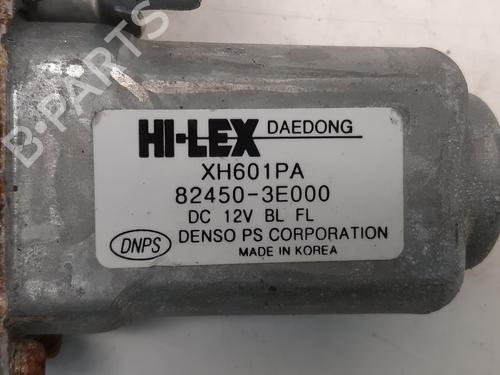 B-PARTS
HI-LEX DAEDONG
XH601PA
82450-3E000
DC 12V BL FL
DNPS DENSO PS CORPORATION
MADE IN KOREA